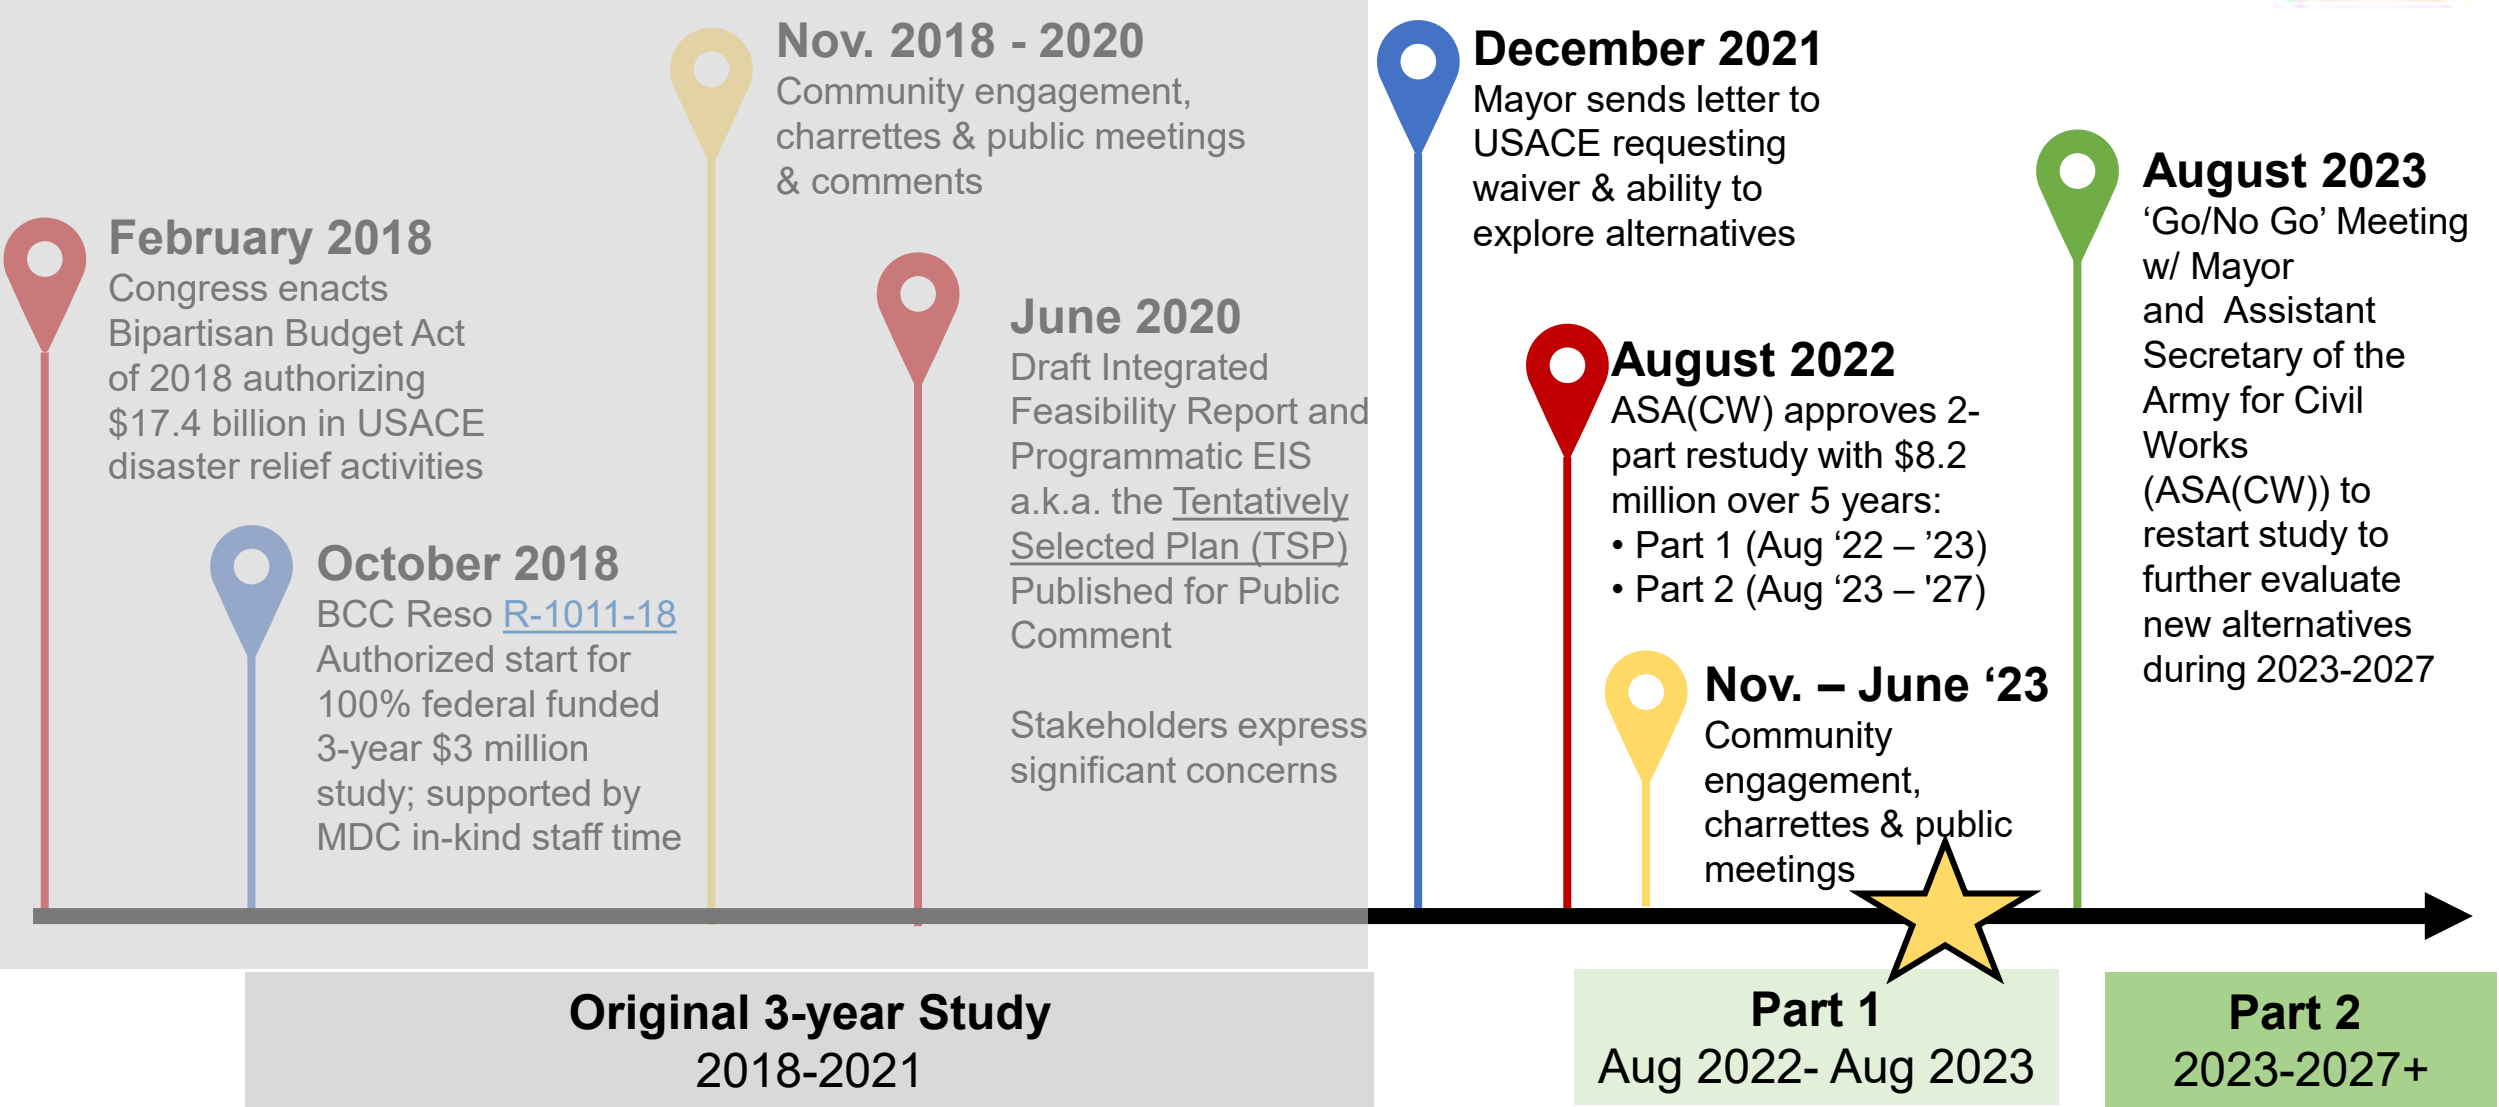 February 2018
Congress enacts
Bipartisan Budget Act
of 2018 authorizing
$17.4 billion in USACE
disaster relief activities
October 2018
BCC Reso R-1011-18
Authorized start for
100% federal funded
3-year $3 million
study; supported by
MDC in-kind staff time
Nov. 2018 - 2020
Community engagement,
charrettes & public meetings
& comments
June 2020
Draft Integrated
Feasibility Report and
Programmatic EIS
a.k.a. the Tentatively
Selected Plan (TSP)
Published for Public
Comment
Stakeholders express
significant concerns
December 2021
Mayor sends letter to
USACE requesting
waiver & ability to
explore alternatives
August 2022
ASA(CW) approves 2-
part restudy with $8.2
million over 5 years:
• Part 1 (Aug ‘22 – ’23)
• Part 2 (Aug ‘23 – '27)
Nov. – June ‘23
Community
engagement,
charrettes & public
meetings
August 2023
‘Go/No Go’ Meeting
w/ Mayor
and  Assistant
Secretary of the
Army for Civil
Works
(ASA(CW)) to
restart study to
further evaluate
new alternatives
during 2023-2027
Original 3-year Study
2018-2021
Part 1
Aug 2022- Aug 2023
Part 2
2023-2027+